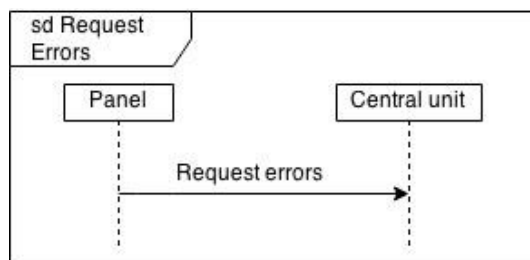 sd Request
Errors
Panel
Central unit
Request errors